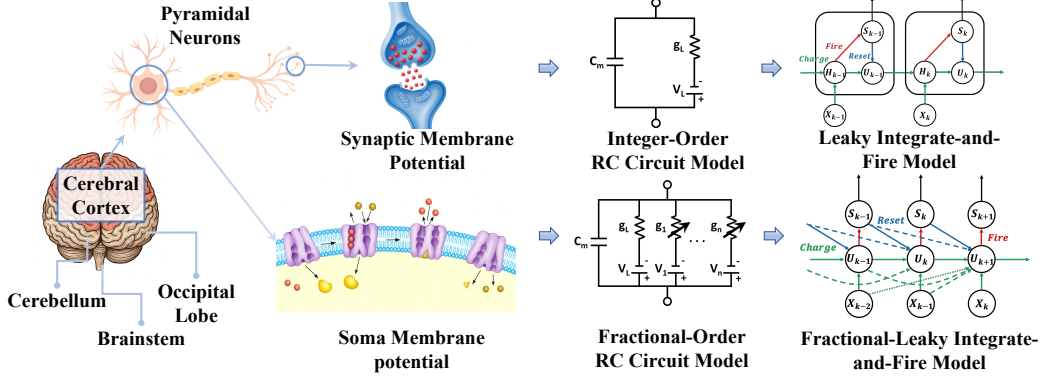 Pyramidal
Neurons
Cerebral
Cortex
Cerebellum
Brainstem
Occipital
Lobe
Synaptic Membrane
Potential
C_m
g_L
V_L
-
+
Integer-Order
RC Circuit Model
S_{k-1}
Fire
Reset
Charge
H_{k-1}
U_{k-1}
X_{k-1}
S_k
H_k
U_k
X_k
Leaky Integrate-and-
Fire Model
Soma Membrane
potential
C_m
g_L
g_1
...
g_n
V_L
-
+
V_1
-
+
V_n
-
+
Fractional-Order
RC Circuit Model
S_{k-1}
Reset
S_k
S_{k+1}
Charge
Fire
U_{k-1}
U_k
U_{k+1}
X_{k-2}
X_{k-1}
X_k
Fractional-Leaky Integrate-
and-Fire Model